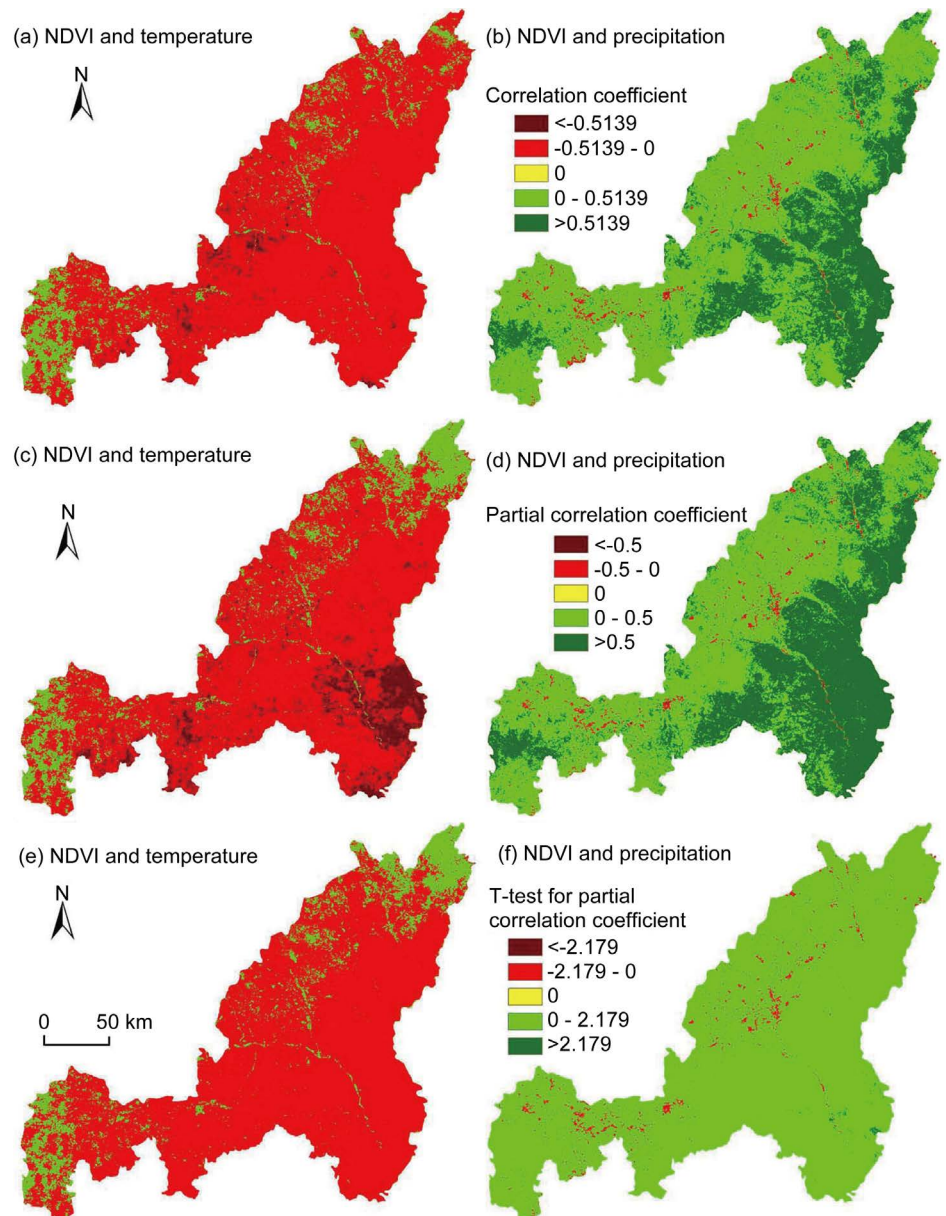 (a) NDVI and temperature
N
(b) NDVI and precipitation
Correlation coefficient
<-0.5139
-0.5139 - 0
0
0 - 0.5139
>0.5139
(c) NDVI and temperature
N
(d) NDVI and precipitation
Partial correlation coefficient
<-0.5
-0.5 - 0
0
0 - 0.5
>0.5
(e) NDVI and temperature
N
0 50 km
(f) NDVI and precipitation
T-test for partial
correlation coefficient
<-2.179
-2.179 - 0
0
0 - 2.179
>2.179